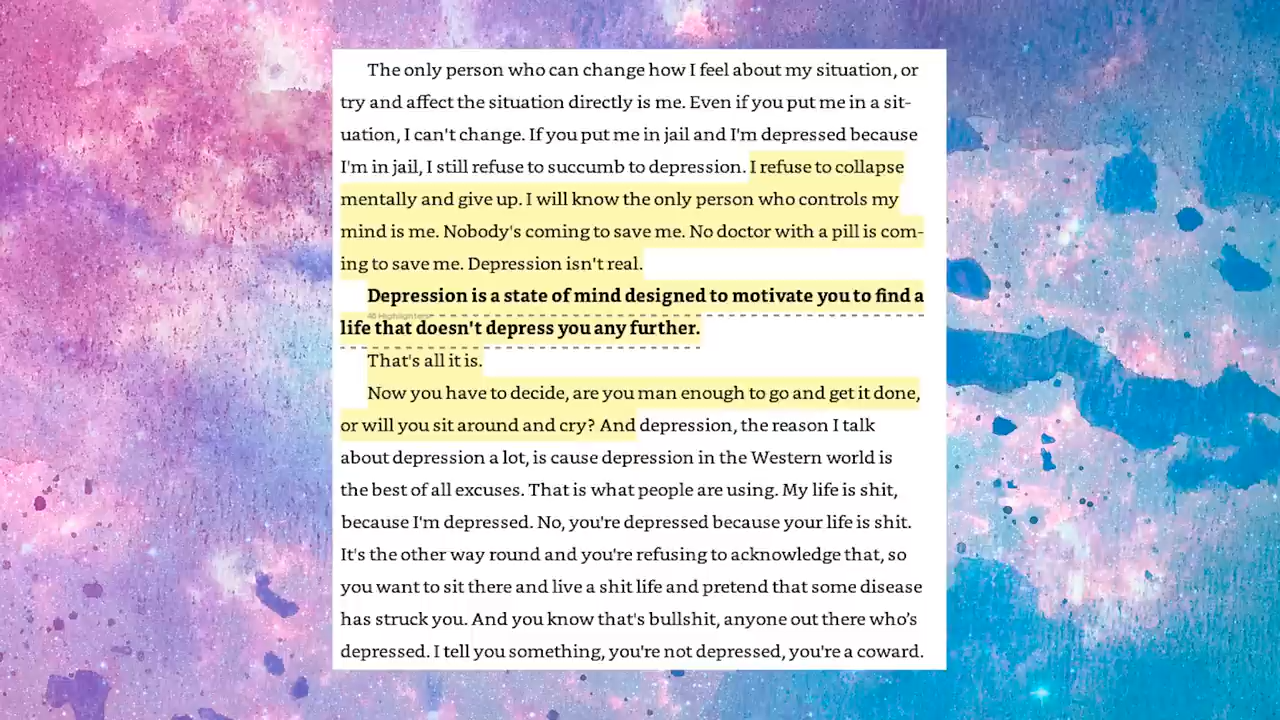 The only person who can change how I feel about my situation, or
try and affect the situation directly is me. Even if you put me in a sit-
uation, I can't change. If you put me in jail and I'm depressed because
I'm in jail, I still refuse to succumb to depression. I refuse to collapse
mentally and give up. I will know the only person who controls my
mind is me. Nobody's coming to save me. No doctor with a pill is com-
ing to save me. Depression isn't real.
Depression is a state of mind designed to motivate you to find a
46 Highlighters
life that doesn't depress you any further.
That's all it is.
Now you have to decide, are you man enough to go and get it done,
or will you sit around and cry? And depression, the reason I talk
about depression a lot, is cause depression in the Western world is
the best of all excuses. That is what people are using. My life is shit,
because I'm depressed. No, you're depressed because your life is shit.
It's the other way round and you're refusing to acknowledge that, so
you want to sit there and live a shit life and pretend that some disease
has struck you. And you know that's bullshit, anyone out there who's
depressed. I tell you something, you're not depressed, you're a coward.